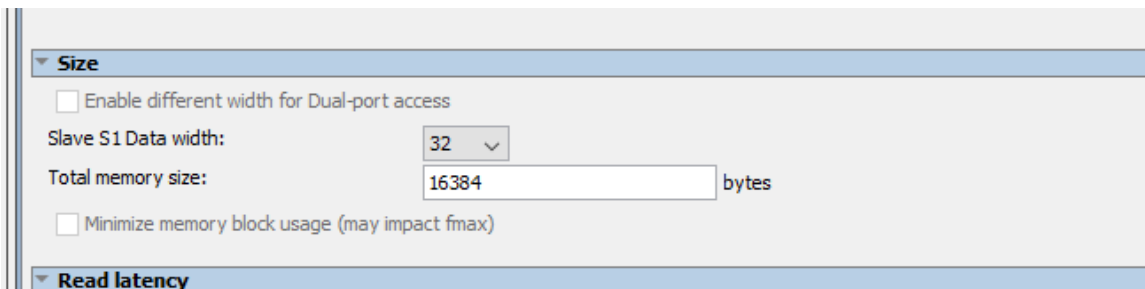 Size
Enable different width for Dual-port access
Slave S1 Data width: 32
Total memory size: 16384 bytes
Minimize memory block usage (may impact fmax)
Read latency